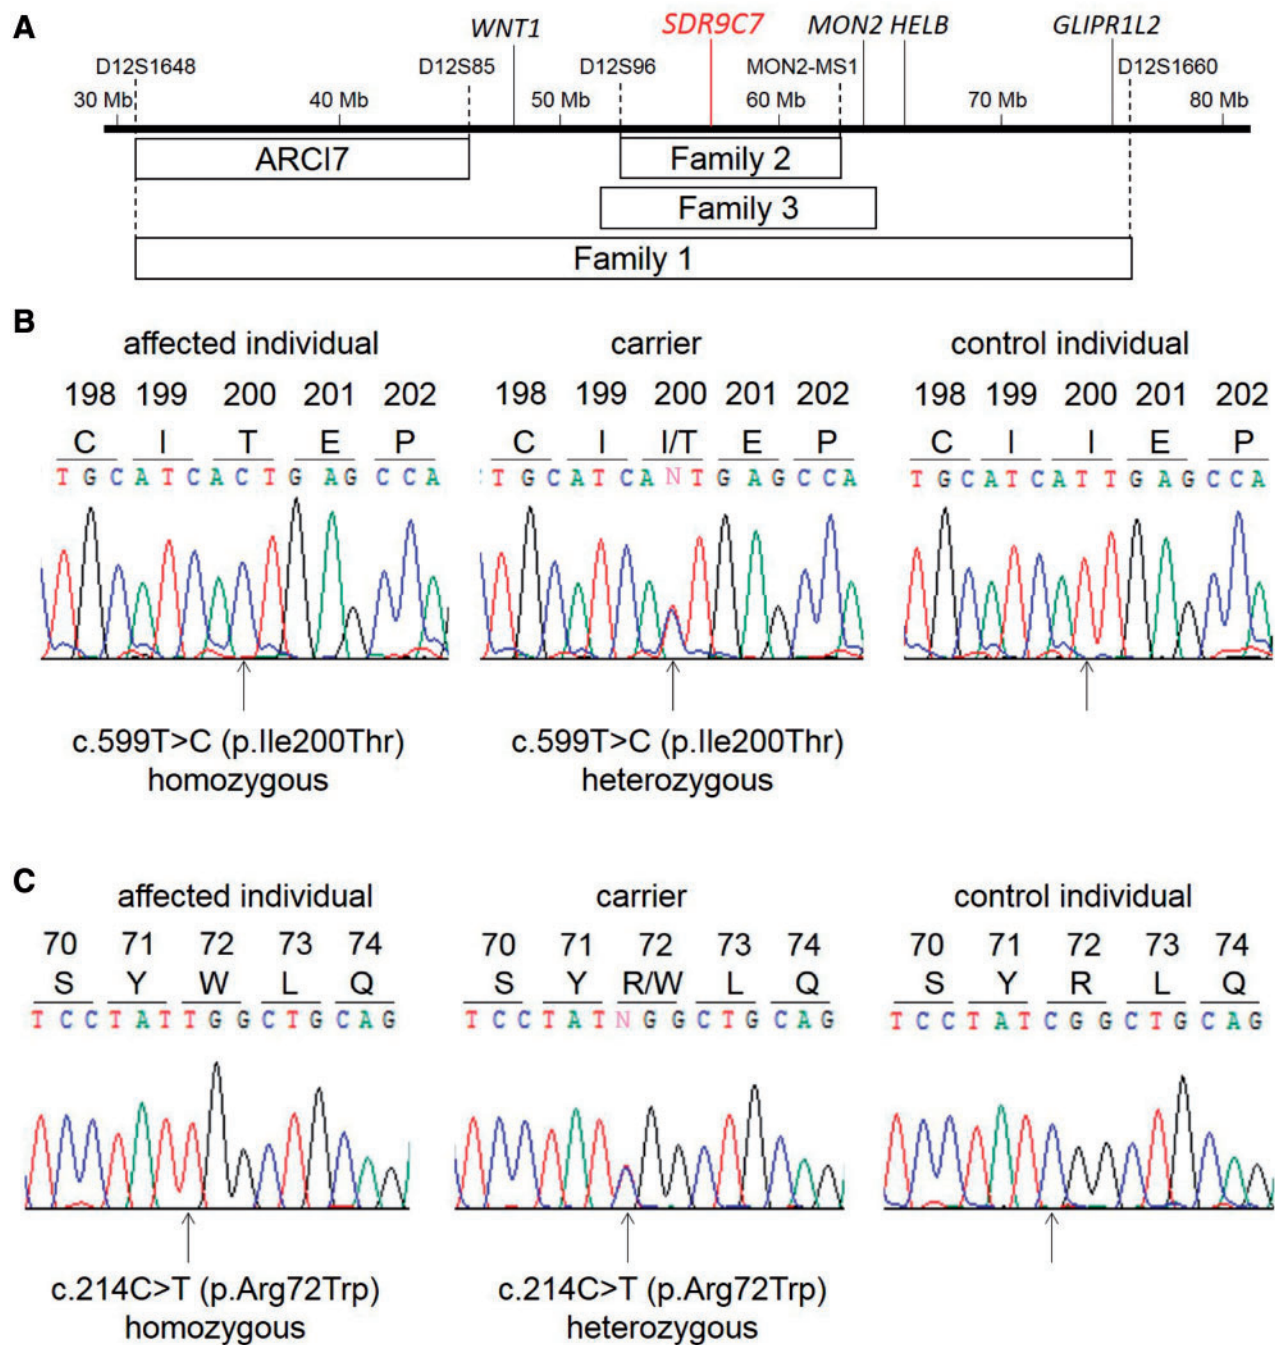 A
WNT1 SDR9C7 MON2 HELB GLIPR1L2
D12S1648 D12S85 D12S96 MON2-MS1 D12S1660
30 Mb 40 Mb 50 Mb 60 Mb 70 Mb 80 Mb
ARCI7 Family 2
Family 3
Family 1
B
affected individual carrier control individual
198 199 200 201 202 198 199 200 201 202 198 199 200 201 202
C I T E P C I I/T E P C I I E P
TGCATCACTGAGCCA TGCATCANTGAGCCA TGCATCATTGAGCCA
c.599T>C (p.Ile200Thr) c.599T>C (p.Ile200Thr)
homozygous heterozygous
C
affected individual carrier control individual
70 71 72 73 74 70 71 72 73 74 70 71 72 73 74
S Y W L Q S Y R/W L Q S Y R L Q
TCCTATTGGCTGCAG TCCTATNGGCTGCAG TCCTATCGGCTGCAG
c.214C>T (p.Arg72Trp) c.214C>T (p.Arg72Trp)
homozygous heterozygous